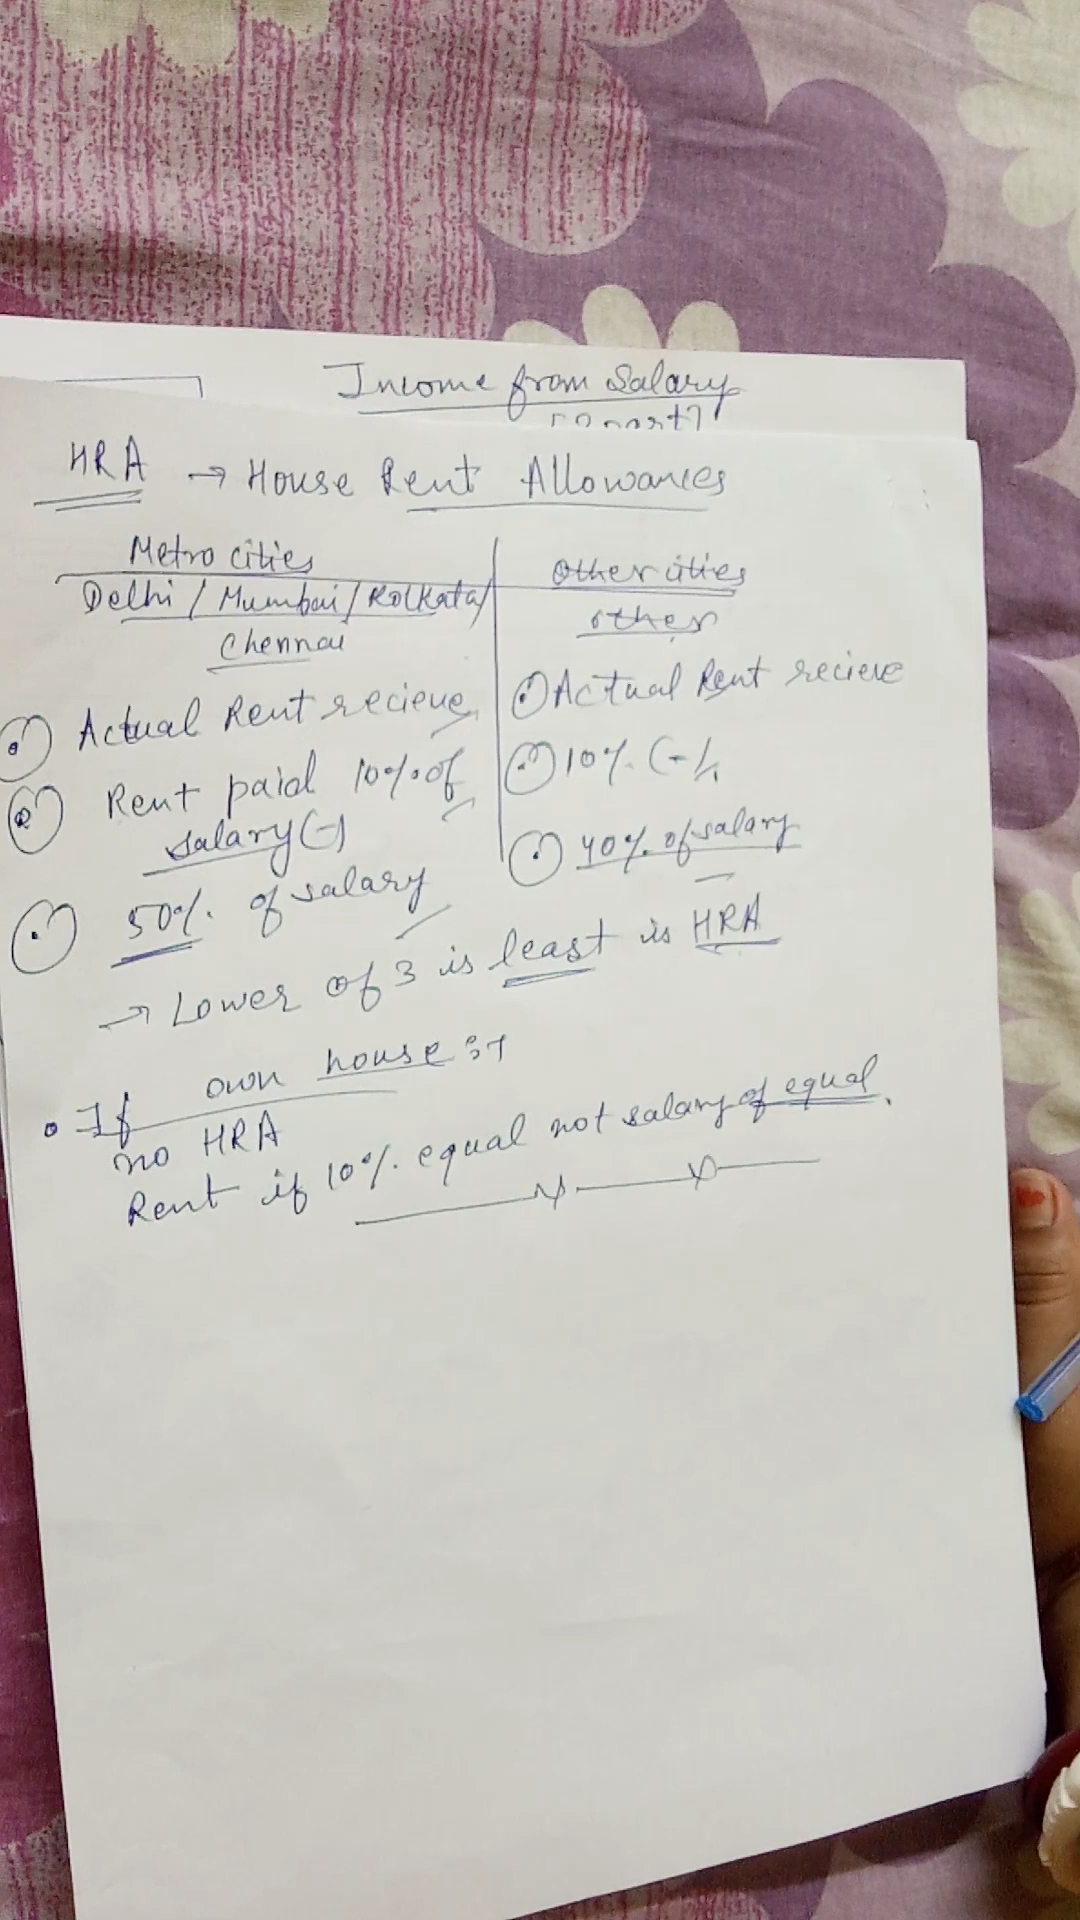 Income from Salary
HRA → House Rent Allowances
Metro cities
Delhi / Mumbai / Kolkata/
Chennai
Actual Rent recieve
Rent paid 10% of
salary (-)
50% of salary
Other cities
other
Actual Rent recieve
10% (-)
40% of salary
→ Lower of 3 is least is HRA
• If own house :→
no HRA
Rent if 10% equal not salary of equal.